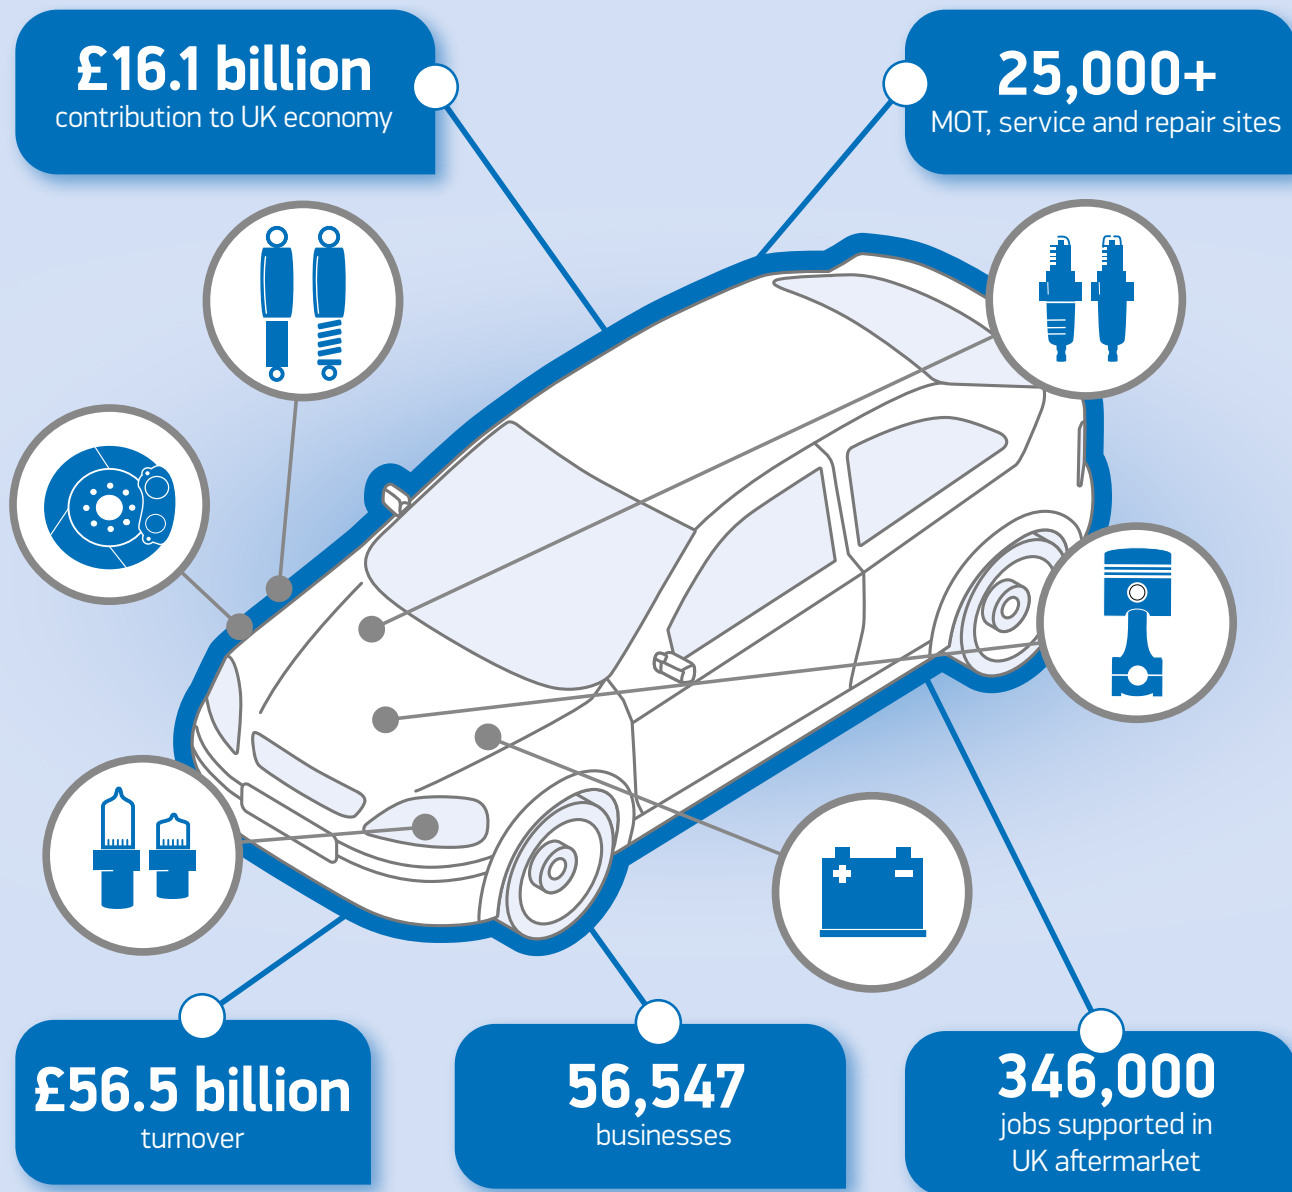 £16.1 billion
contribution to UK economy
25,000+
MOT, service and repair sites
£56.5 billion
turnover
56,547
businesses
346,000
jobs supported in
UK aftermarket